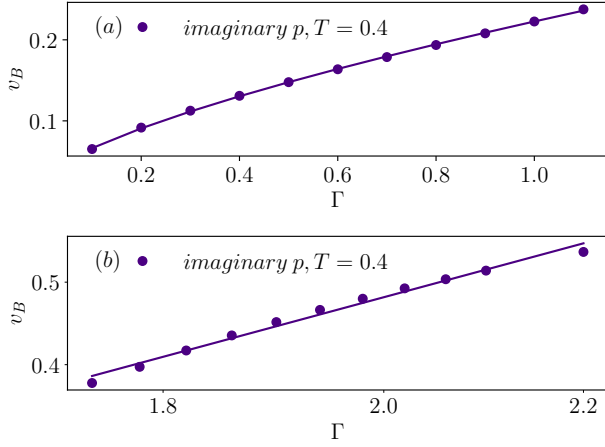 (a) imaginary p, T = 0.4
0.2
0.1
v_B
0.2 0.4 0.6 0.8 1.0
Γ
(b) imaginary p, T = 0.4
0.5
0.4
v_B
1.8 2.0 2.2
Γ